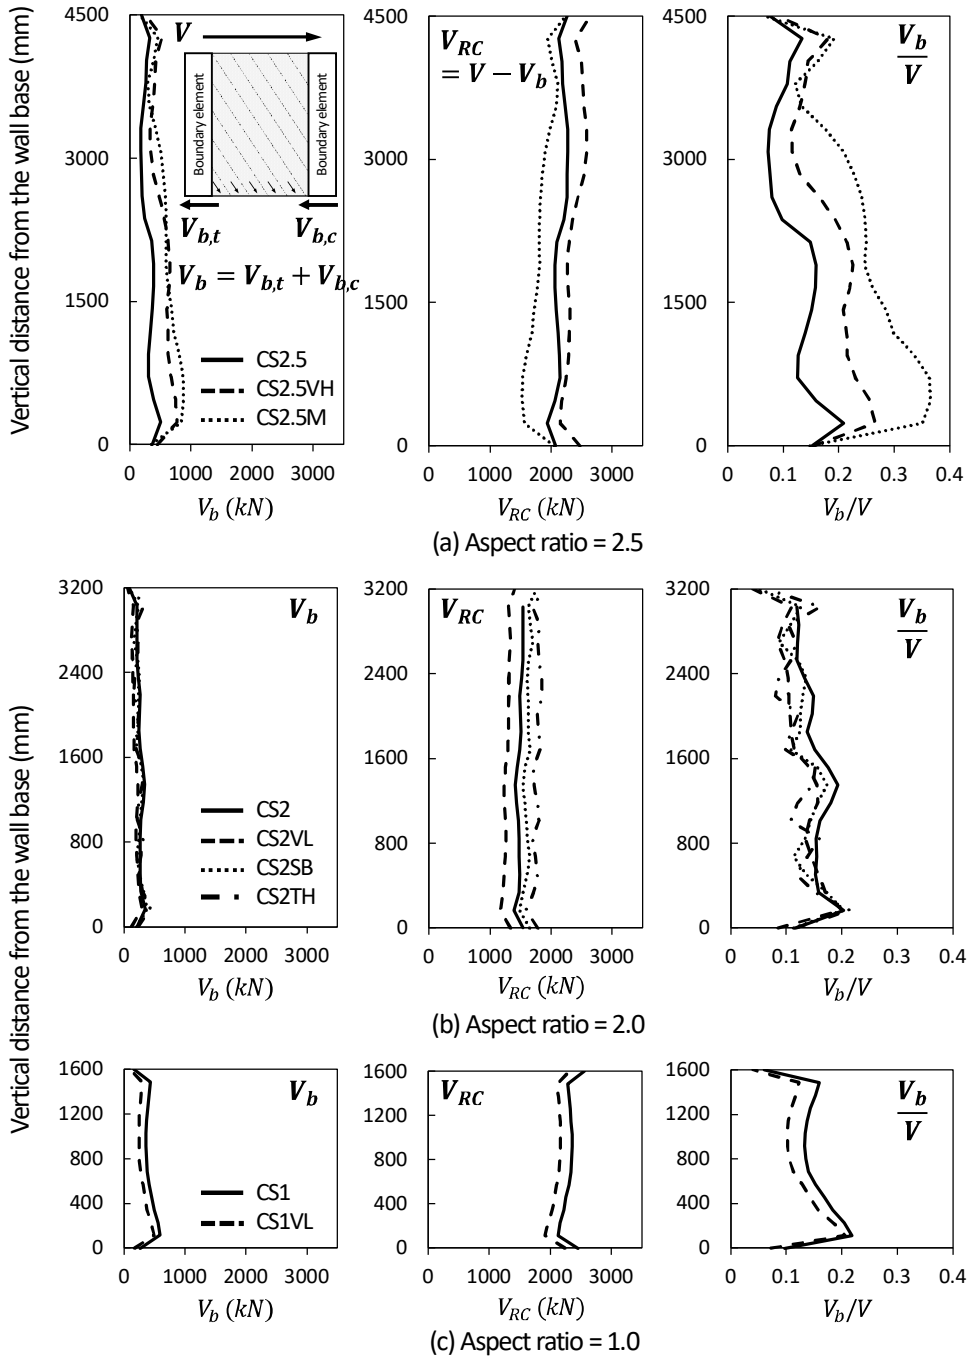 Vertical distance from the wall base (mm)
4500
3000
1500
0
V
Boundary element
Boundary element
V_{b,t}
V_{b,c}
V_b = V_{b,t} + V_{b,c}
CS2.5
CS2.5VH
CS2.5M
0 1000 2000 3000
V_b (kN)
4500
3000
1500
0
V_{RC}
= V − V_b
0 1000 2000 3000
V_{RC} (kN)
4500
3000
1500
0
V_b
V
0 0.1 0.2 0.3 0.4
V_b/V
(a) Aspect ratio = 2.5
Vertical distance from the wall base (mm)
3200
2400
1600
800
0
V_b
CS2
CS2VL
CS2SB
CS2TH
0 1000 2000 3000
V_b (kN)
3200
2400
1600
800
0
V_{RC}
0 1000 2000 3000
V_{RC} (kN)
3200
2400
1600
800
0
V_b
V
0 0.1 0.2 0.3 0.4
V_b/V
(b) Aspect ratio = 2.0
1600
1200
800
400
0
V_b
CS1
CS1VL
0 1000 2000 3000
V_b (kN)
1600
1200
800
400
0
V_{RC}
0 1000 2000 3000
V_{RC} (kN)
1600
1200
800
400
0
V_b
V
0 0.1 0.2 0.3 0.4
V_b/V
(c) Aspect ratio = 1.0